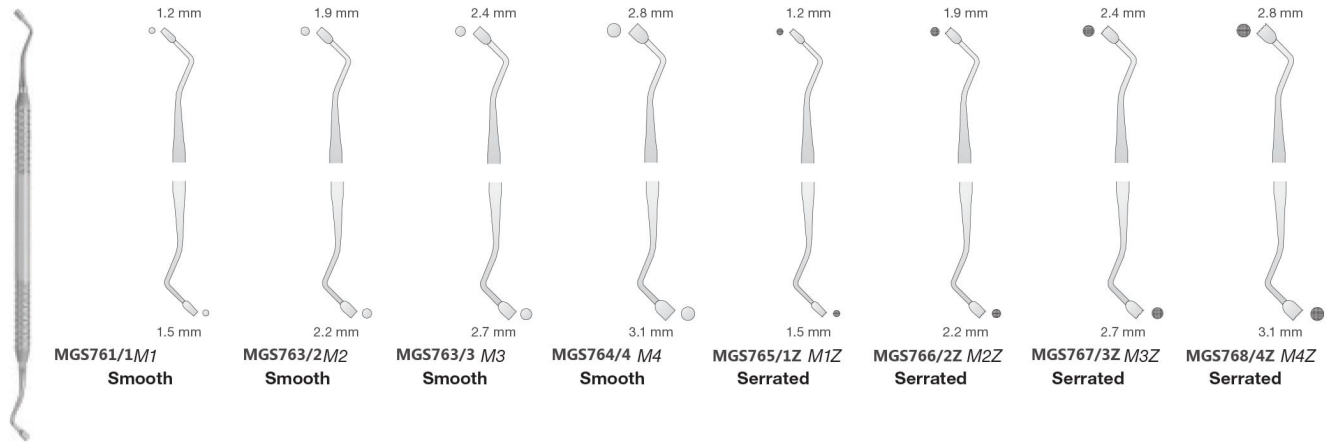 1.2 mm 1.9 mm 2.4 mm 2.8 mm 1.2 mm 1.9 mm 2.4 mm 2.8 mm
1.5 mm 2.2 mm 2.7 mm 3.1 mm 1.5 mm 2.2 mm 2.7 mm 3.1 mm
MGS761/1 M1 MGS763/2 M2 MGS763/3 M3 MGS764/4 M4 MGS765/1Z M1Z MGS766/2Z M2Z MGS767/3Z M3Z MGS768/4Z M4Z
Smooth Smooth Smooth Smooth Serrated Serrated Serrated Serrated